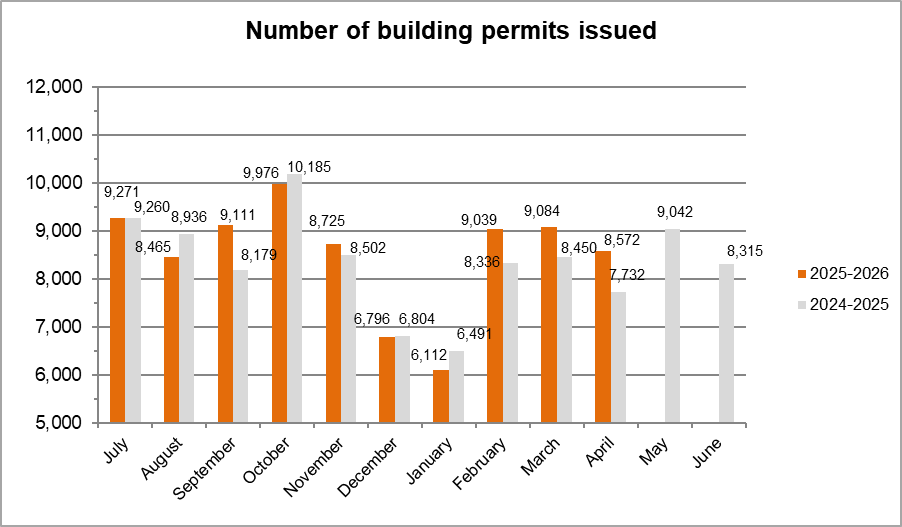 Number of building permits issued
12,000
11,000
10,000
9,000
8,000
7,000
6,000
5,000
9,271
9,260
8,465
8,936
9,111
8,179
9,976
10,185
8,725
8,502
6,796
6,804
6,112
6,491
9,039
8,336
9,084
8,450
8,572
7,732
9,042
8,315
July
August
September
October
November
December
January
February
March
April
May
June
2025-2026
2024-2025